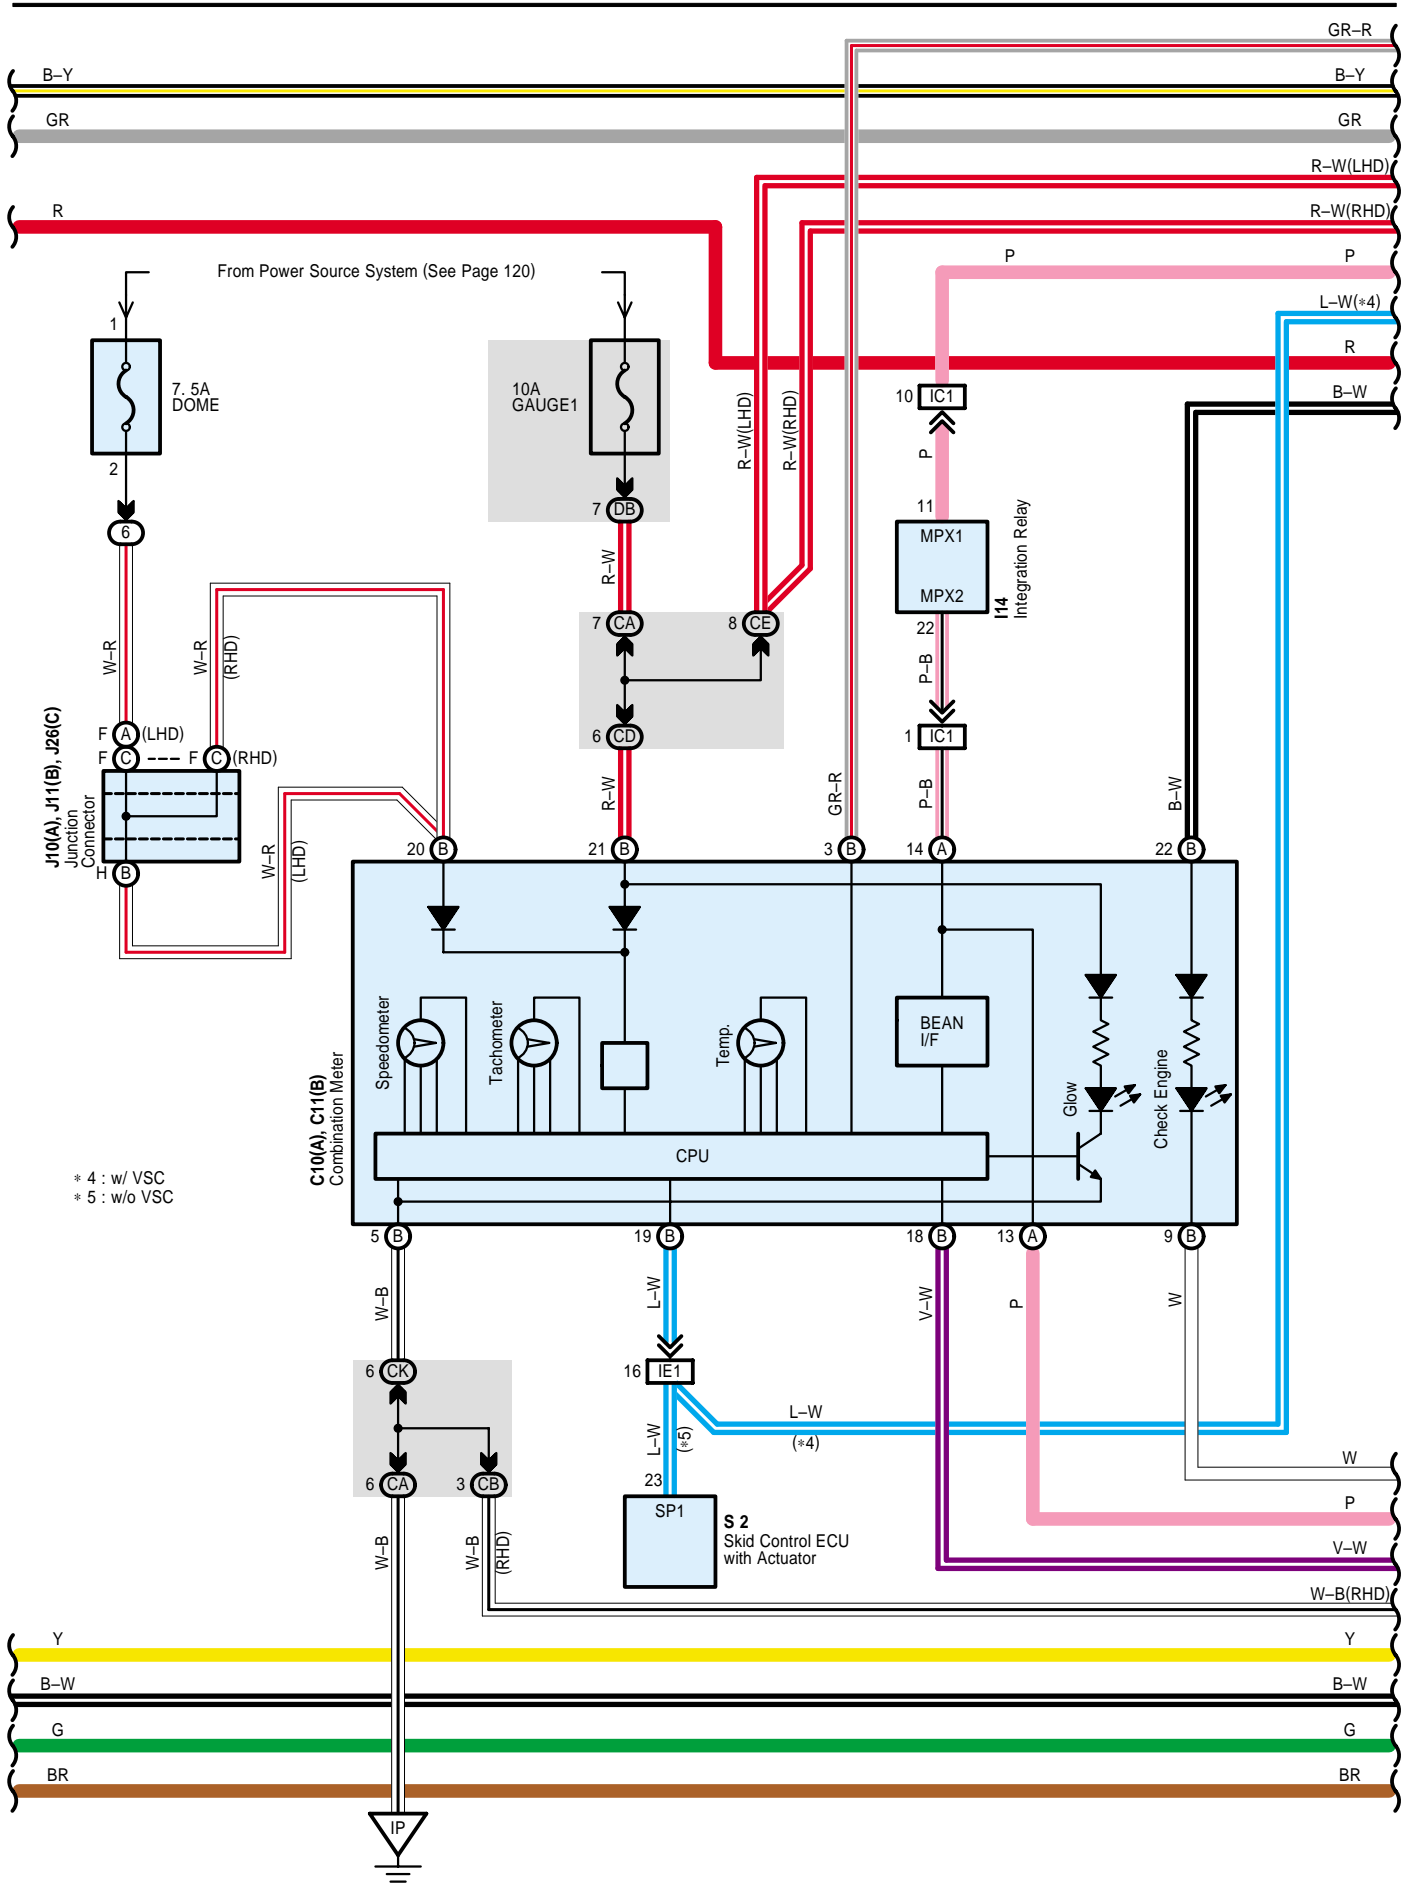 GR–R
B–Y
B–Y
GR
GR
R–W(LHD)
R
R–W(RHD)
P
P
From Power Source System (See Page 120)
L–W(∗4)
1
R
7. 5A
DOME
10A
GAUGE1
10
IC1
B–W
R–W(LHD)
R–W(RHD)
P
2
7
DB
11
6
MPX1
MPX2
I14
Integration Relay
R–W
7
CA
8
CE
22
W–R
W–R
(RHD)
P–B
F
A
(LHD)
6
CD
1
IC1
F
C
F
C
(RHD)
J10(A), J11(B), J26(C)
Junction
Connector
R–W
GR–R
P–B
B–W
W–R
(LHD)
20
B
21
B
3
B
14
A
22
B
H
B
Speedometer
Tachometer
Temp.
BEAN
I/F
Glow
Check Engine
C10(A), C11(B)
Combination Meter
CPU
∗ 4 : w/ VSC
∗ 5 : w/o VSC
5
B
19
B
18
B
13
A
9
B
W–B
L–W
V–W
P
W
6
CK
16
IE1
L–W
(∗4)
L–W
(∗5)
W
6
CA
3
CB
23
SP1
S 2
Skid Control ECU
with Actuator
P
W–B
W–B
(RHD)
V–W
W–B(RHD)
Y
Y
B–W
B–W
G
G
BR
BR
IP